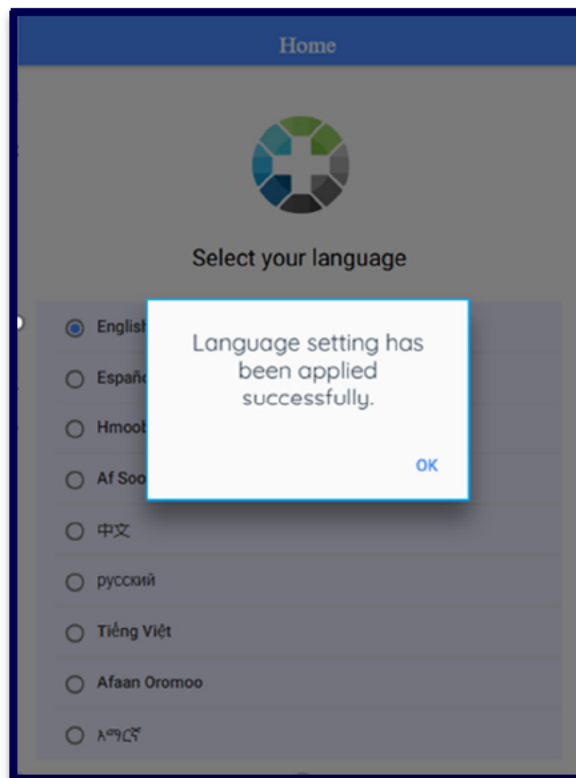 Home
Select your language
English
Language setting has
been applied
successfully.
OK
中文
русский
Tiếng Việt
Afaan Oromoo
አማርኛ